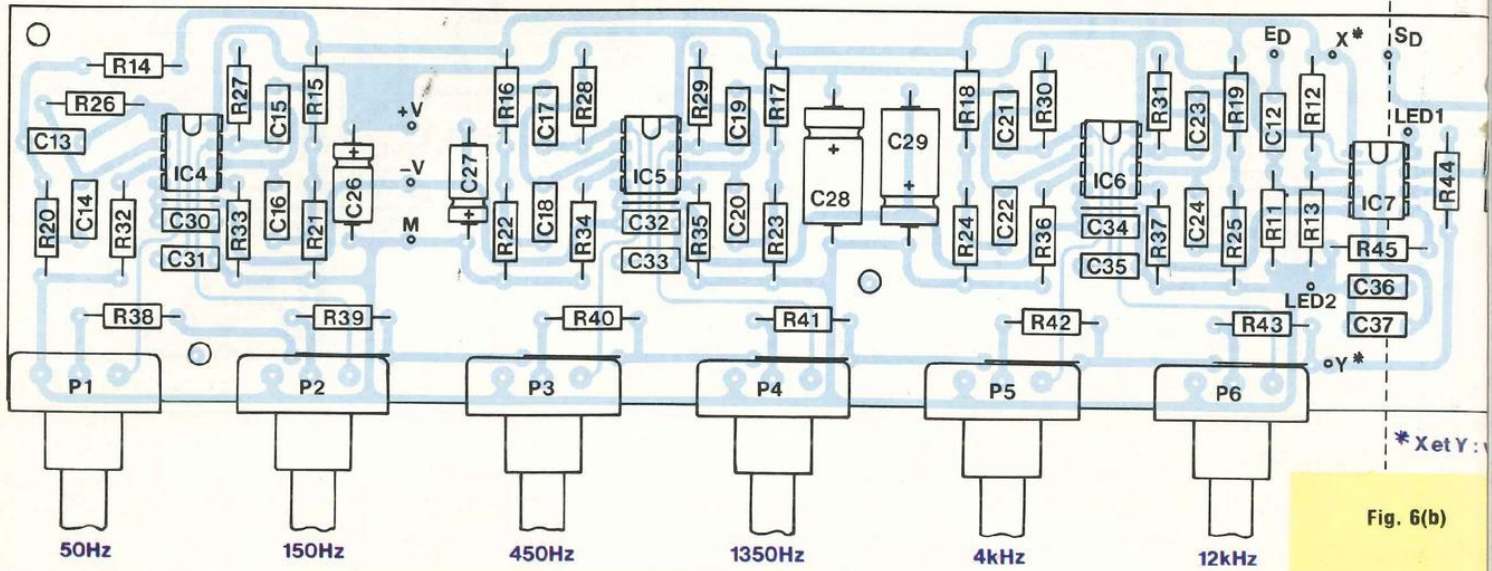 ED X* SD
R14
R27 C15 R15 R16 C17 R28 R29 C19 R17 R18 C21 R30 R31 C23 R19 C12 R12
R26
+V
LED1
C13
IC4 C26 -V C27 IC5 C28 C29 IC6 IC7 R44
R20 C14 R32 C30 R33 C16 R21 M R22 C18 R34 C32 R35 C20 R23 R24 C22 R36 C34 R37 C24 R25 R11 R13
R45
C31 C33 C35
C36
LED2
R38 R39 R40 R41 R42 R43 C37
Y*
P1 P2 P3 P4 P5 P6
* X et Y :
Fig. 6(b)
50Hz 150Hz 450Hz 1350Hz 4kHz 12kHz